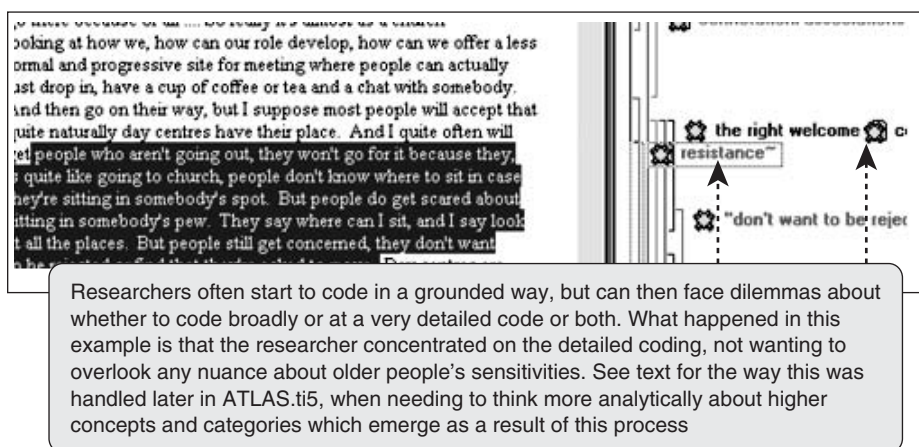 looking at how we, how can our role develop, how can we offer a less
ormal and progressive site for meeting where people can actually
ust drop in, have a cup of coffee or tea and a chat with somebody.
And then go on their way, but I suppose most people will accept that
quite naturally day centres have their place. And I quite often will
get people who aren't going out, they won't go for it because they,
s quite like going to church, people don't know where to sit in case
hey're sitting in somebody's spot. But people do get scared about
itting in somebody's pew. They say where can I sit, and I say look
t all the places. But people still get concerned, they don't want
the right welcome
resistance~
"don't want to be rejec
Researchers often start to code in a grounded way, but can then face dilemmas about
whether to code broadly or at a very detailed code or both. What happened in this
example is that the researcher concentrated on the detailed coding, not wanting to
overlook any nuance about older people's sensitivities. See text for the way this was
handled later in ATLAS.ti5, when needing to think more analytically about higher
concepts and categories which emerge as a result of this process